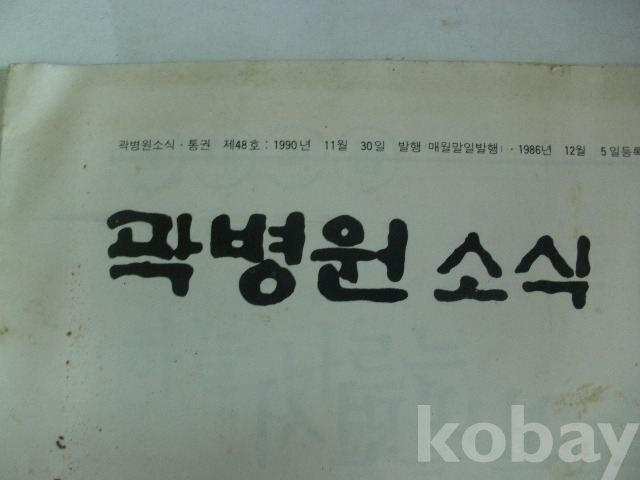 곽병원소식·통권 제48호: 1990년 11월 30일 발행(매월말일발행)·1986년 12월 5일등록
곽병원 소식
kobay